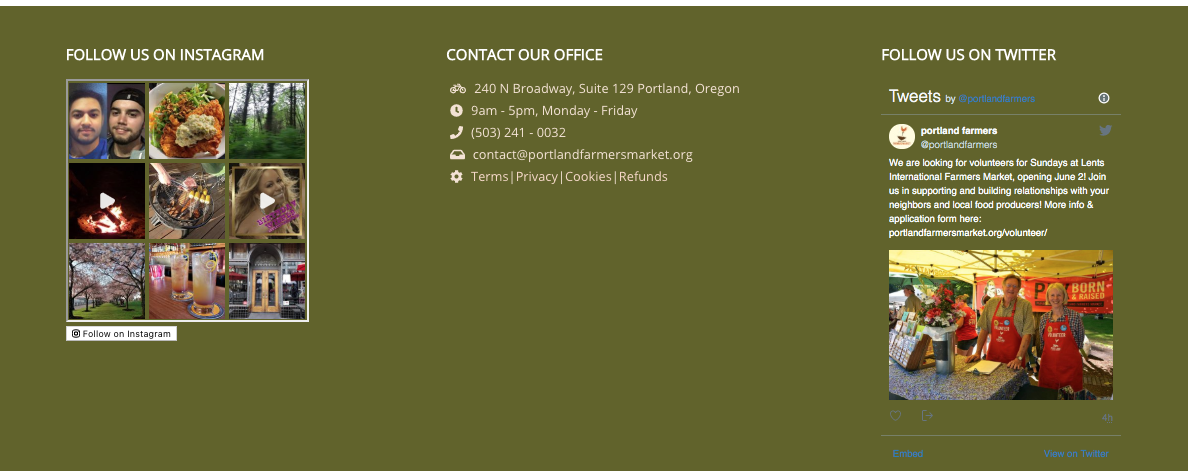 FOLLOW US ON INSTAGRAM
Follow on Instagram
CONTACT OUR OFFICE
240 N Broadway, Suite 129 Portland, Oregon
9am - 5pm, Monday - Friday
(503) 241 - 0032
contact@portlandfarmersmarket.org
Terms|Privacy|Cookies|Refunds
FOLLOW US ON TWITTER
Tweets by @portlandfarmers
portland farmers
@portlandfarmers
We are looking for volunteers for Sundays at Lents
International Farmers Market, opening June 2! Join
us in supporting and building relationships with your
neighbors and local food producers! More info &
application form here:
portlandfarmersmarket.org/volunteer/
BORN
& RAISED
VOLUNTEER
4h
Embed
View on Twitter